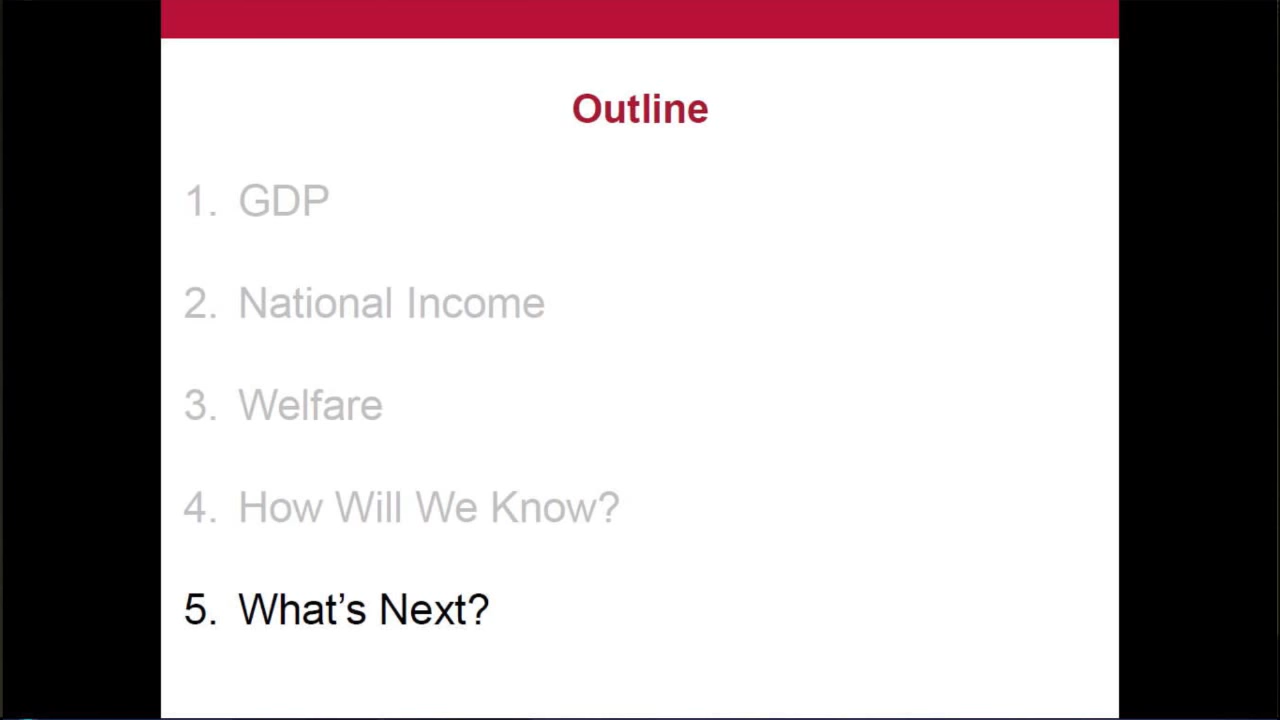 Outline
1. GDP
2. National Income
3. Welfare
4. How Will We Know?
5. What’s Next?